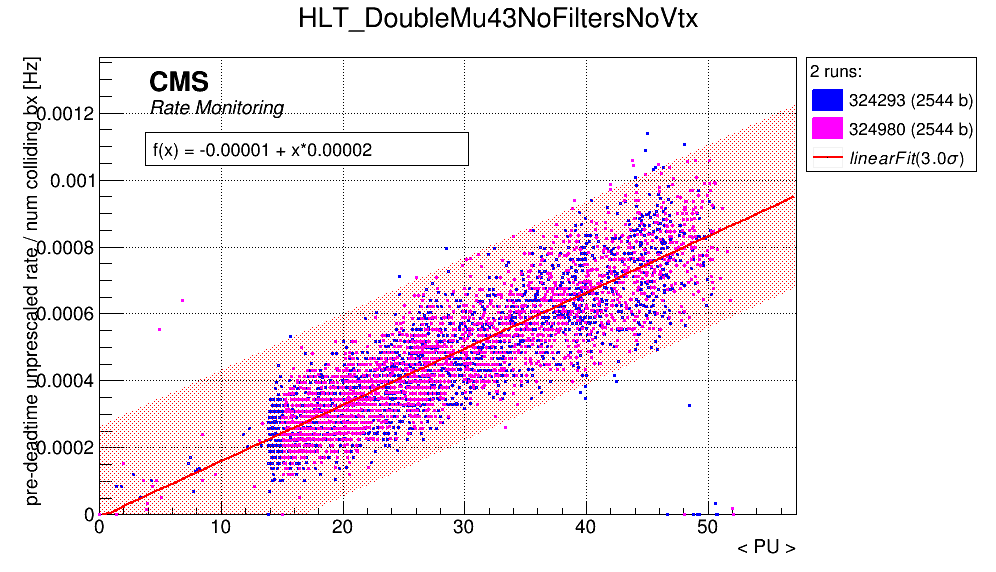 HLT_DoubleMu43NoFiltersNoVtx
pre-deadtime unprescaled rate / num colliding bx [Hz]
CMS
Rate Monitoring
f(x) = -0.00001 + x*0.00002
0.0012
0.001
0.0008
0.0006
0.0004
0.0002
0
0 10 20 30 40 50
< PU >
2 runs:
324293 (2544 b)
324980 (2544 b)
linearFit(3.0σ)